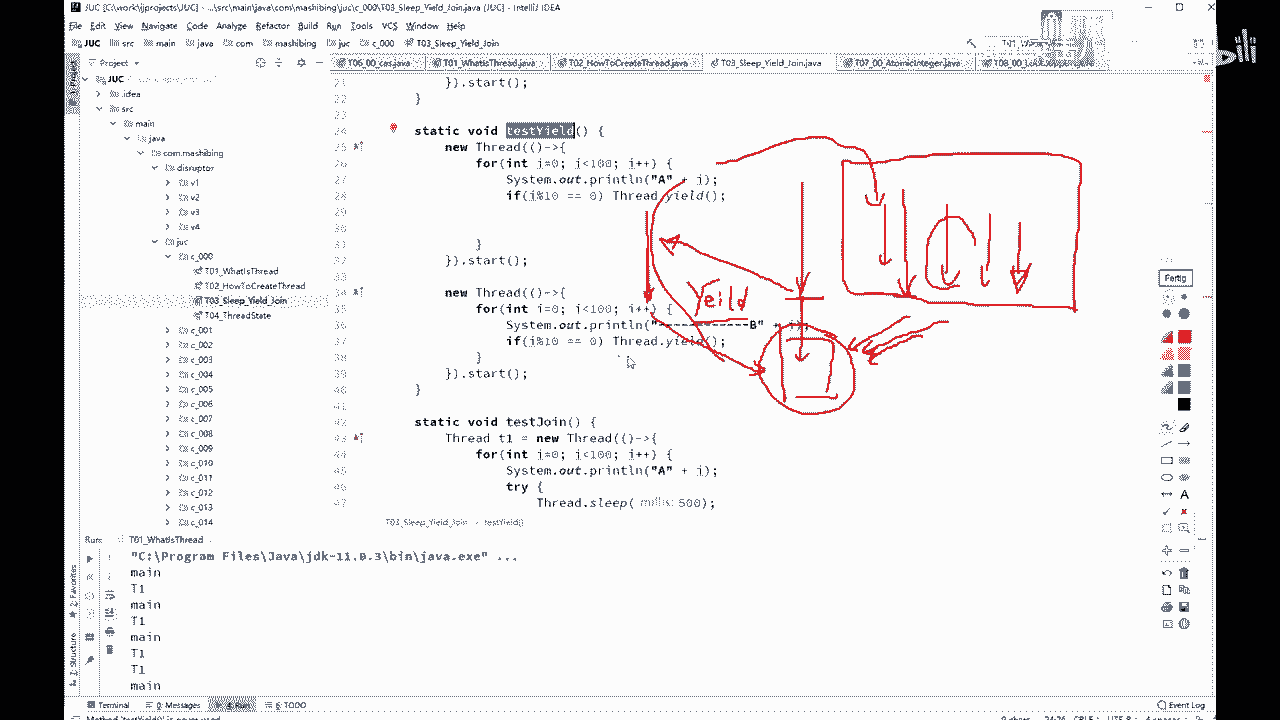 JUC [C:\work\ijprojects\JUC] - ...\src\main\java\com\mashibing\juc\c_000\T03_Sleep_Yield_Join.java [JUC] - IntelliJ IDEA
File Edit View Navigate Code Analyze Refactor Build Run Tools VCS Window Help
JUC src main java com mashibing juc c_000 T03_Sleep_Yield_Join
Project
T06_00_cas.java T01_WhatIsThread.java T02_HowToCreateThread.java T03_Sleep_Yield_Join.java T07_00_AtomicInteger.java
JUC
.idea
src
main
java
com.mashibing
disruptor
v1
v2
v3
v4
juc
c_000
T01_WhatIsThread
T02_HowToCreateThread
T03_Sleep_Yield_Join
T04_ThreadState
c_001
c_002
c_003
c_004
c_005
c_006
c_007
c_008
c_009
c_010
c_011
c_012
c_013
c_014
21 }).start();
22 }
23
24 static void testYield() {
25 new Thread(()->{
26 for(int i=0; i<100; i++) {
27 System.out.println("A" + i);
28 if(i%10 == 0) Thread.yield();
29
31 }
32 }).start();
33
34 new Thread(()->{
35 for(int i=0; i<100; i++) {
36 System.out.println("------------B" + i);
37 if(i%10 == 0) Thread.yield();
38 }
39 }).start();
40 }
41
42 static void testJoin() {
43 Thread t1 = new Thread(()->{
44 for(int i=0; i<100; i++) {
45 System.out.println("A" + i);
46 try {
47 Thread.sleep( millis: 500);
Yeild
Fertig
A
T03_Sleep_Yield_Join testYield()
Run: T01_WhatIsThread
"C:\Program Files\Java\jdk-11.0.3\bin\java.exe" ...
main
T1
main
T1
main
T1
T1
main
Z: Structure
2: Favorites
Terminal 0: Messages 4: Run 6: TODO
Event Log
Method 'testYield()' is never used